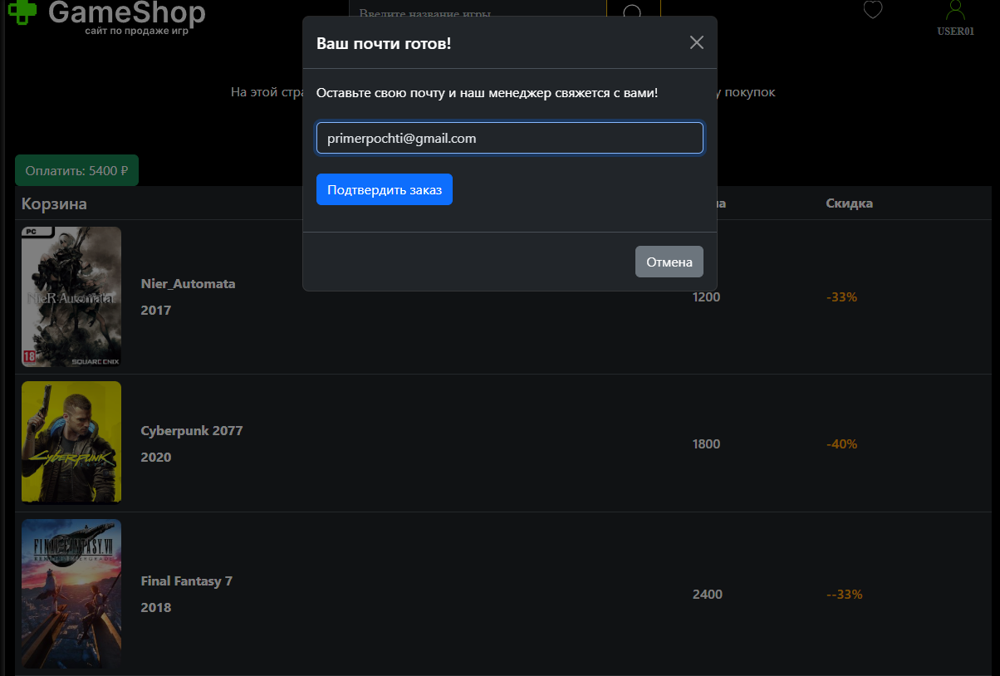 GameShop
сайт по продаже игр
Введите название игры
USER01
Ваш почти готов!
На этой стра
у покупок
Оставьте свою почту и наш менеджер свяжется с вами!
primerpochti@gmail.com
Подтвердить заказ
Отмена
Оплатить: 5400 ₽
Корзина
а Скидка
PC
NieR:Automata
18
SQUARE ENIX
Nier_Automata
2017
1200 -33%
CYBERPUNK
Cyberpunk 2077
2020
1800 -40%
FINAL FANTASY VII
Final Fantasy 7
2018
2400 --33%